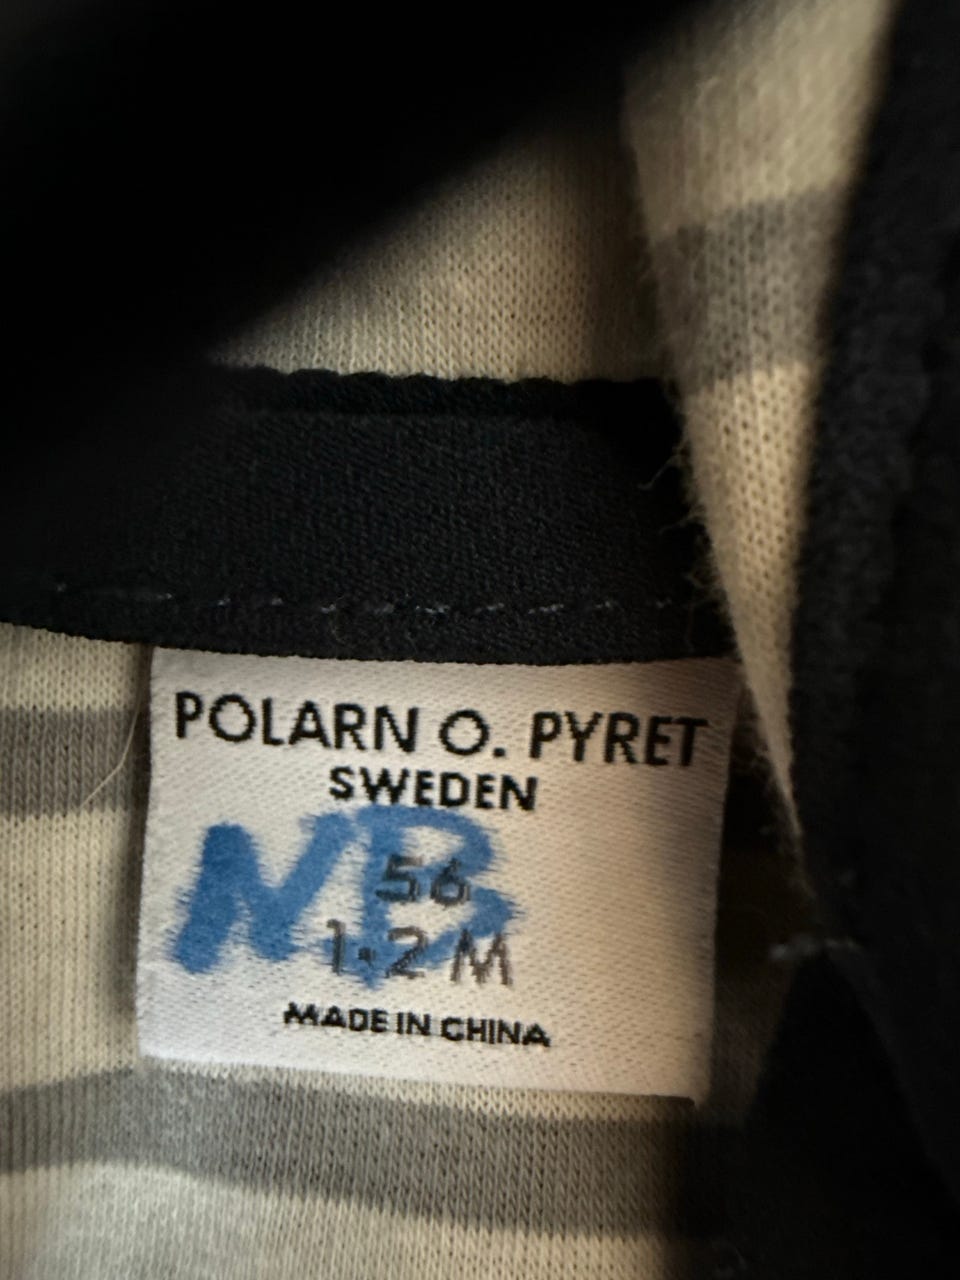 POLARN O. PYRET
SWEDEN
NB
56
1•2 M
MADE IN CHINA